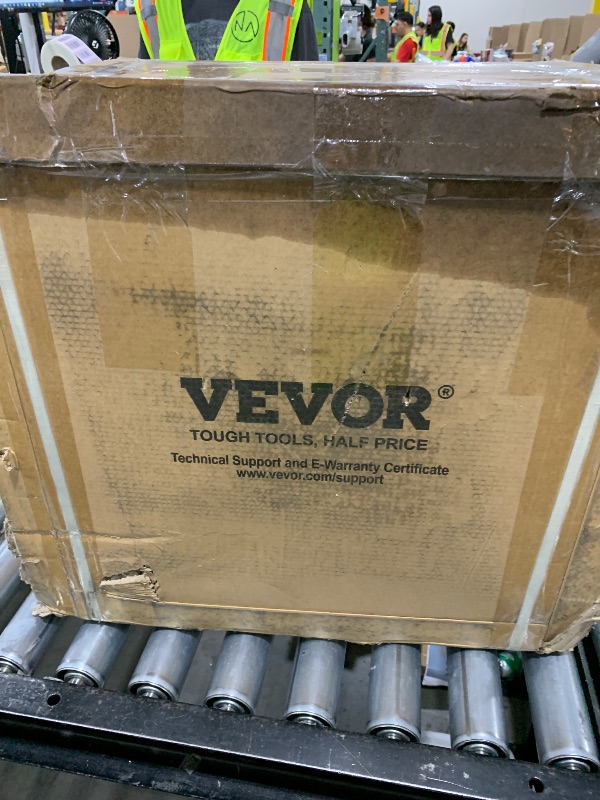 VEVOR®
TOUGH TOOLS, HALF PRICE
Technical Support and E-Warranty Certificate
www.vevor.com/support